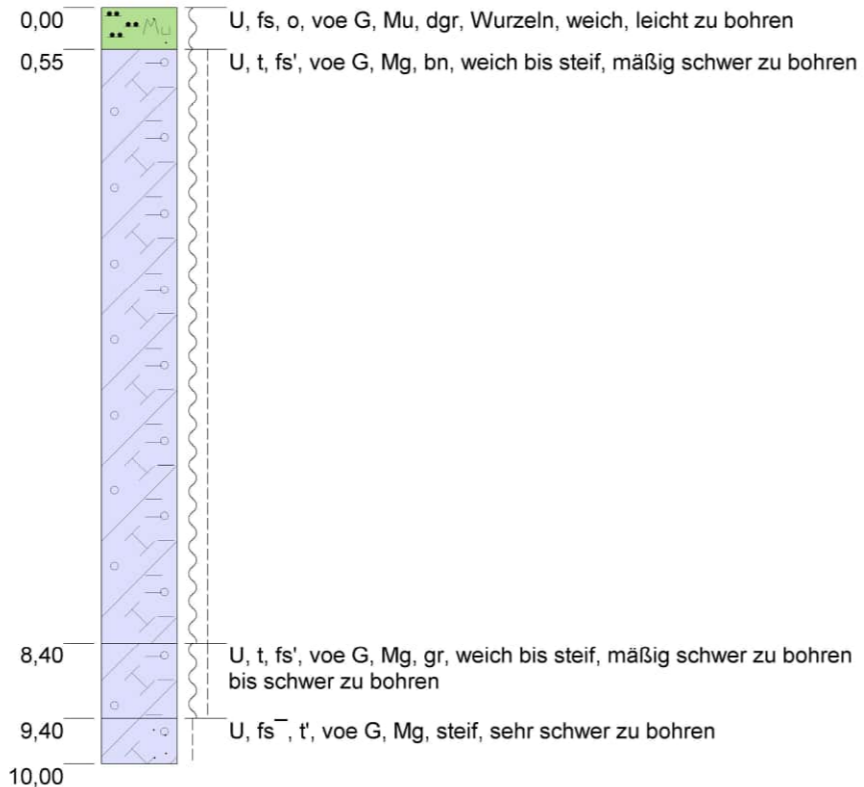 0,00 U, fs, o, voe G, Mu, dgr, Wurzeln, weich, leicht zu bohren
Mu
0,55 U, t, fs', voe G, Mg, bn, weich bis steif, mäßig schwer zu bohren
8,40 U, t, fs', voe G, Mg, gr, weich bis steif, mäßig schwer zu bohren
bis schwer zu bohren
9,40 U, fs¯, t', voe G, Mg, steif, sehr schwer zu bohren
10,00